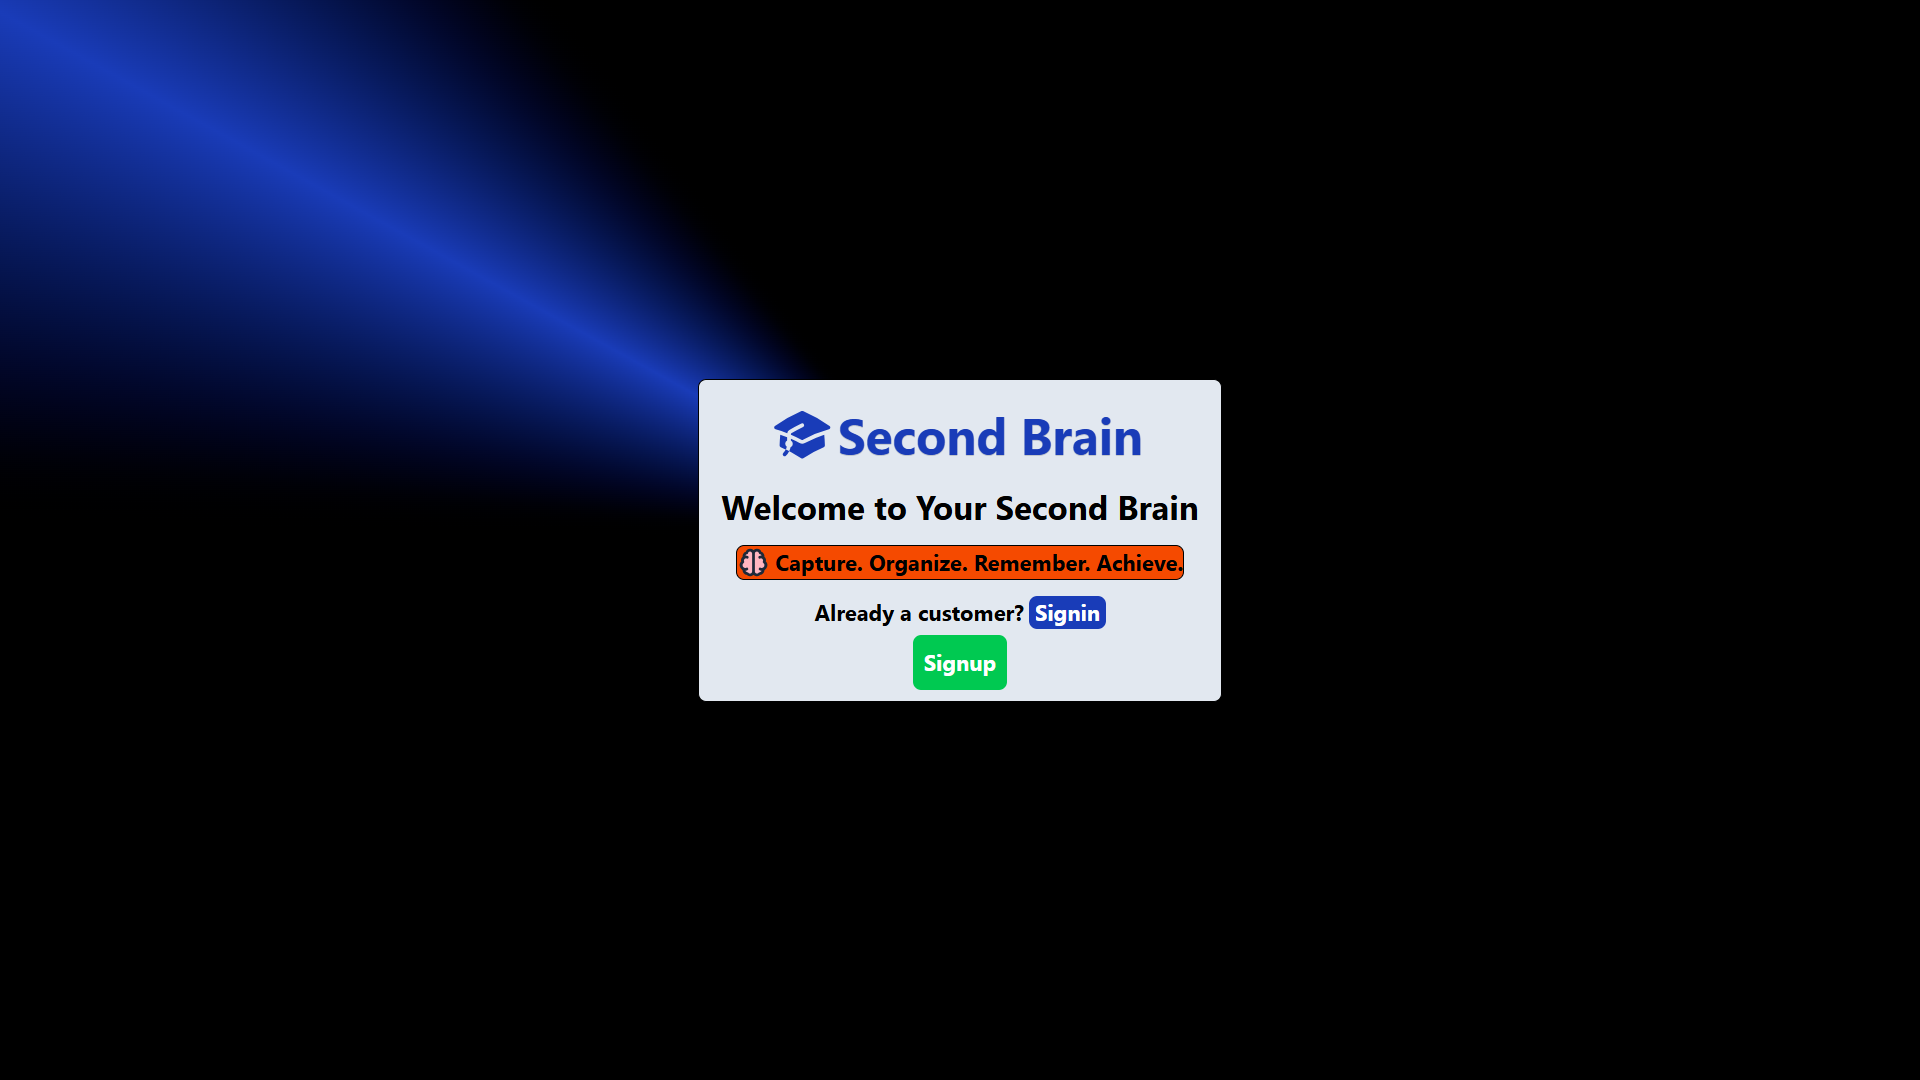 Second Brain
Welcome to Your Second Brain
Capture. Organize. Remember. Achieve.
Already a customer? Signin
Signup